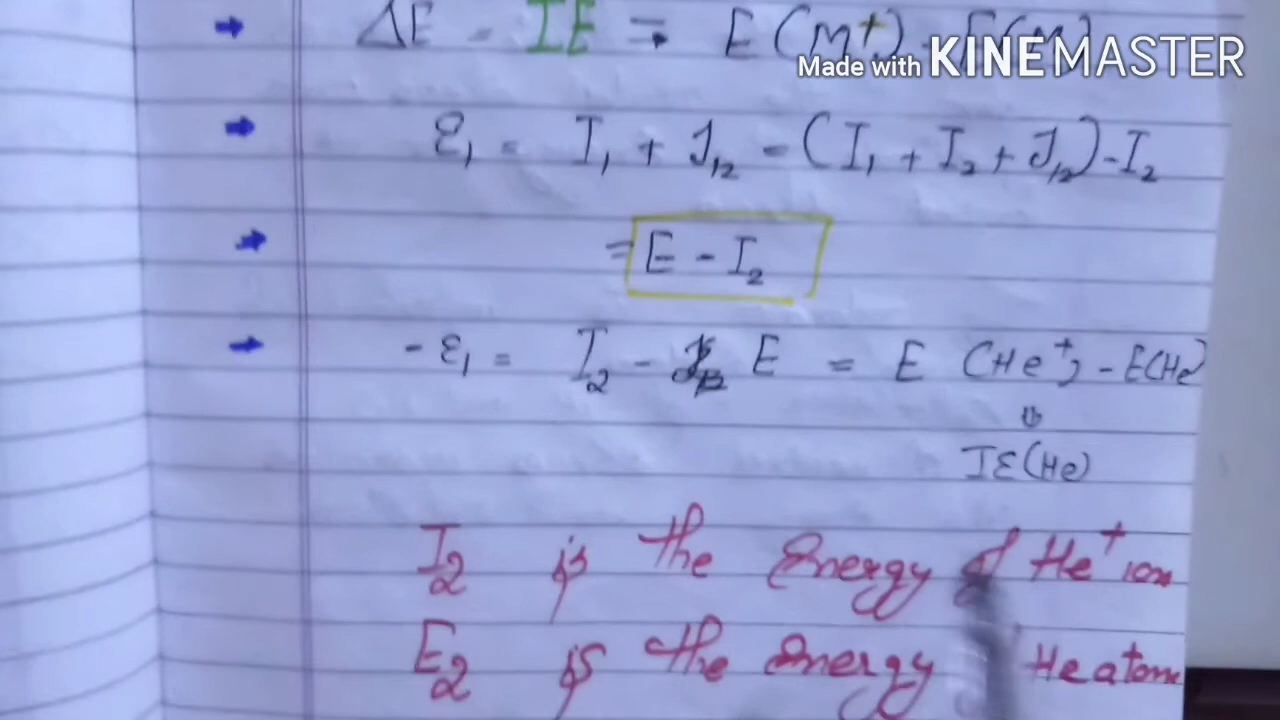 ΔE - IE = E (M+) - E(M)
Made with KINEMASTER
ε₁ = I₁ + J₁₂ = (I₁ + I₂ + J₁₂) - I₂
= E - I₂
- ε₁ = I₂ - E = E (He⁺) - E(He)
⇓
IE(He)
I₂ is the Energy of He⁺ ion
E₂ is the energy He atom